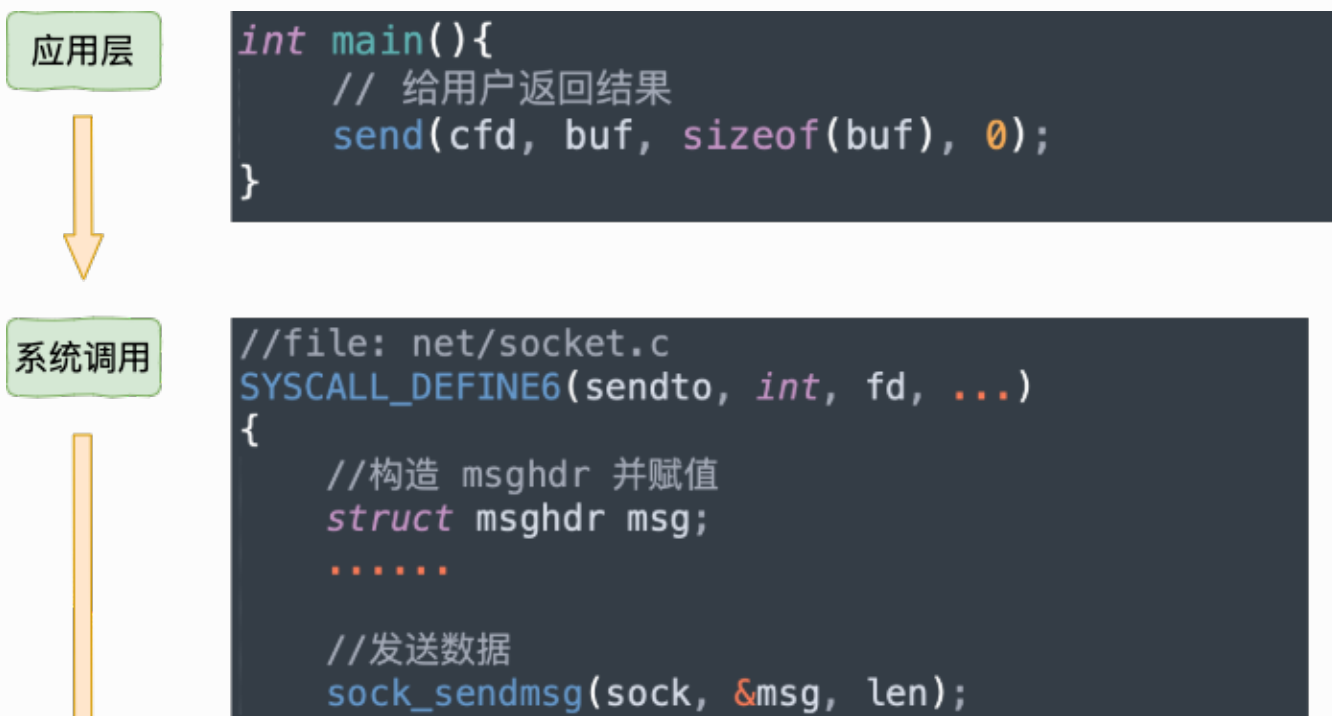 应用层
int main(){
// 给用户返回结果
send(cfd, buf, sizeof(buf), 0);
}
系统调用
//file: net/socket.c
SYSCALL_DEFINE6(sendto, int, fd, ...)
{
//构造 msghdr 并赋值
struct msghdr msg;
......
//发送数据
sock_sendmsg(sock, &msg, len);